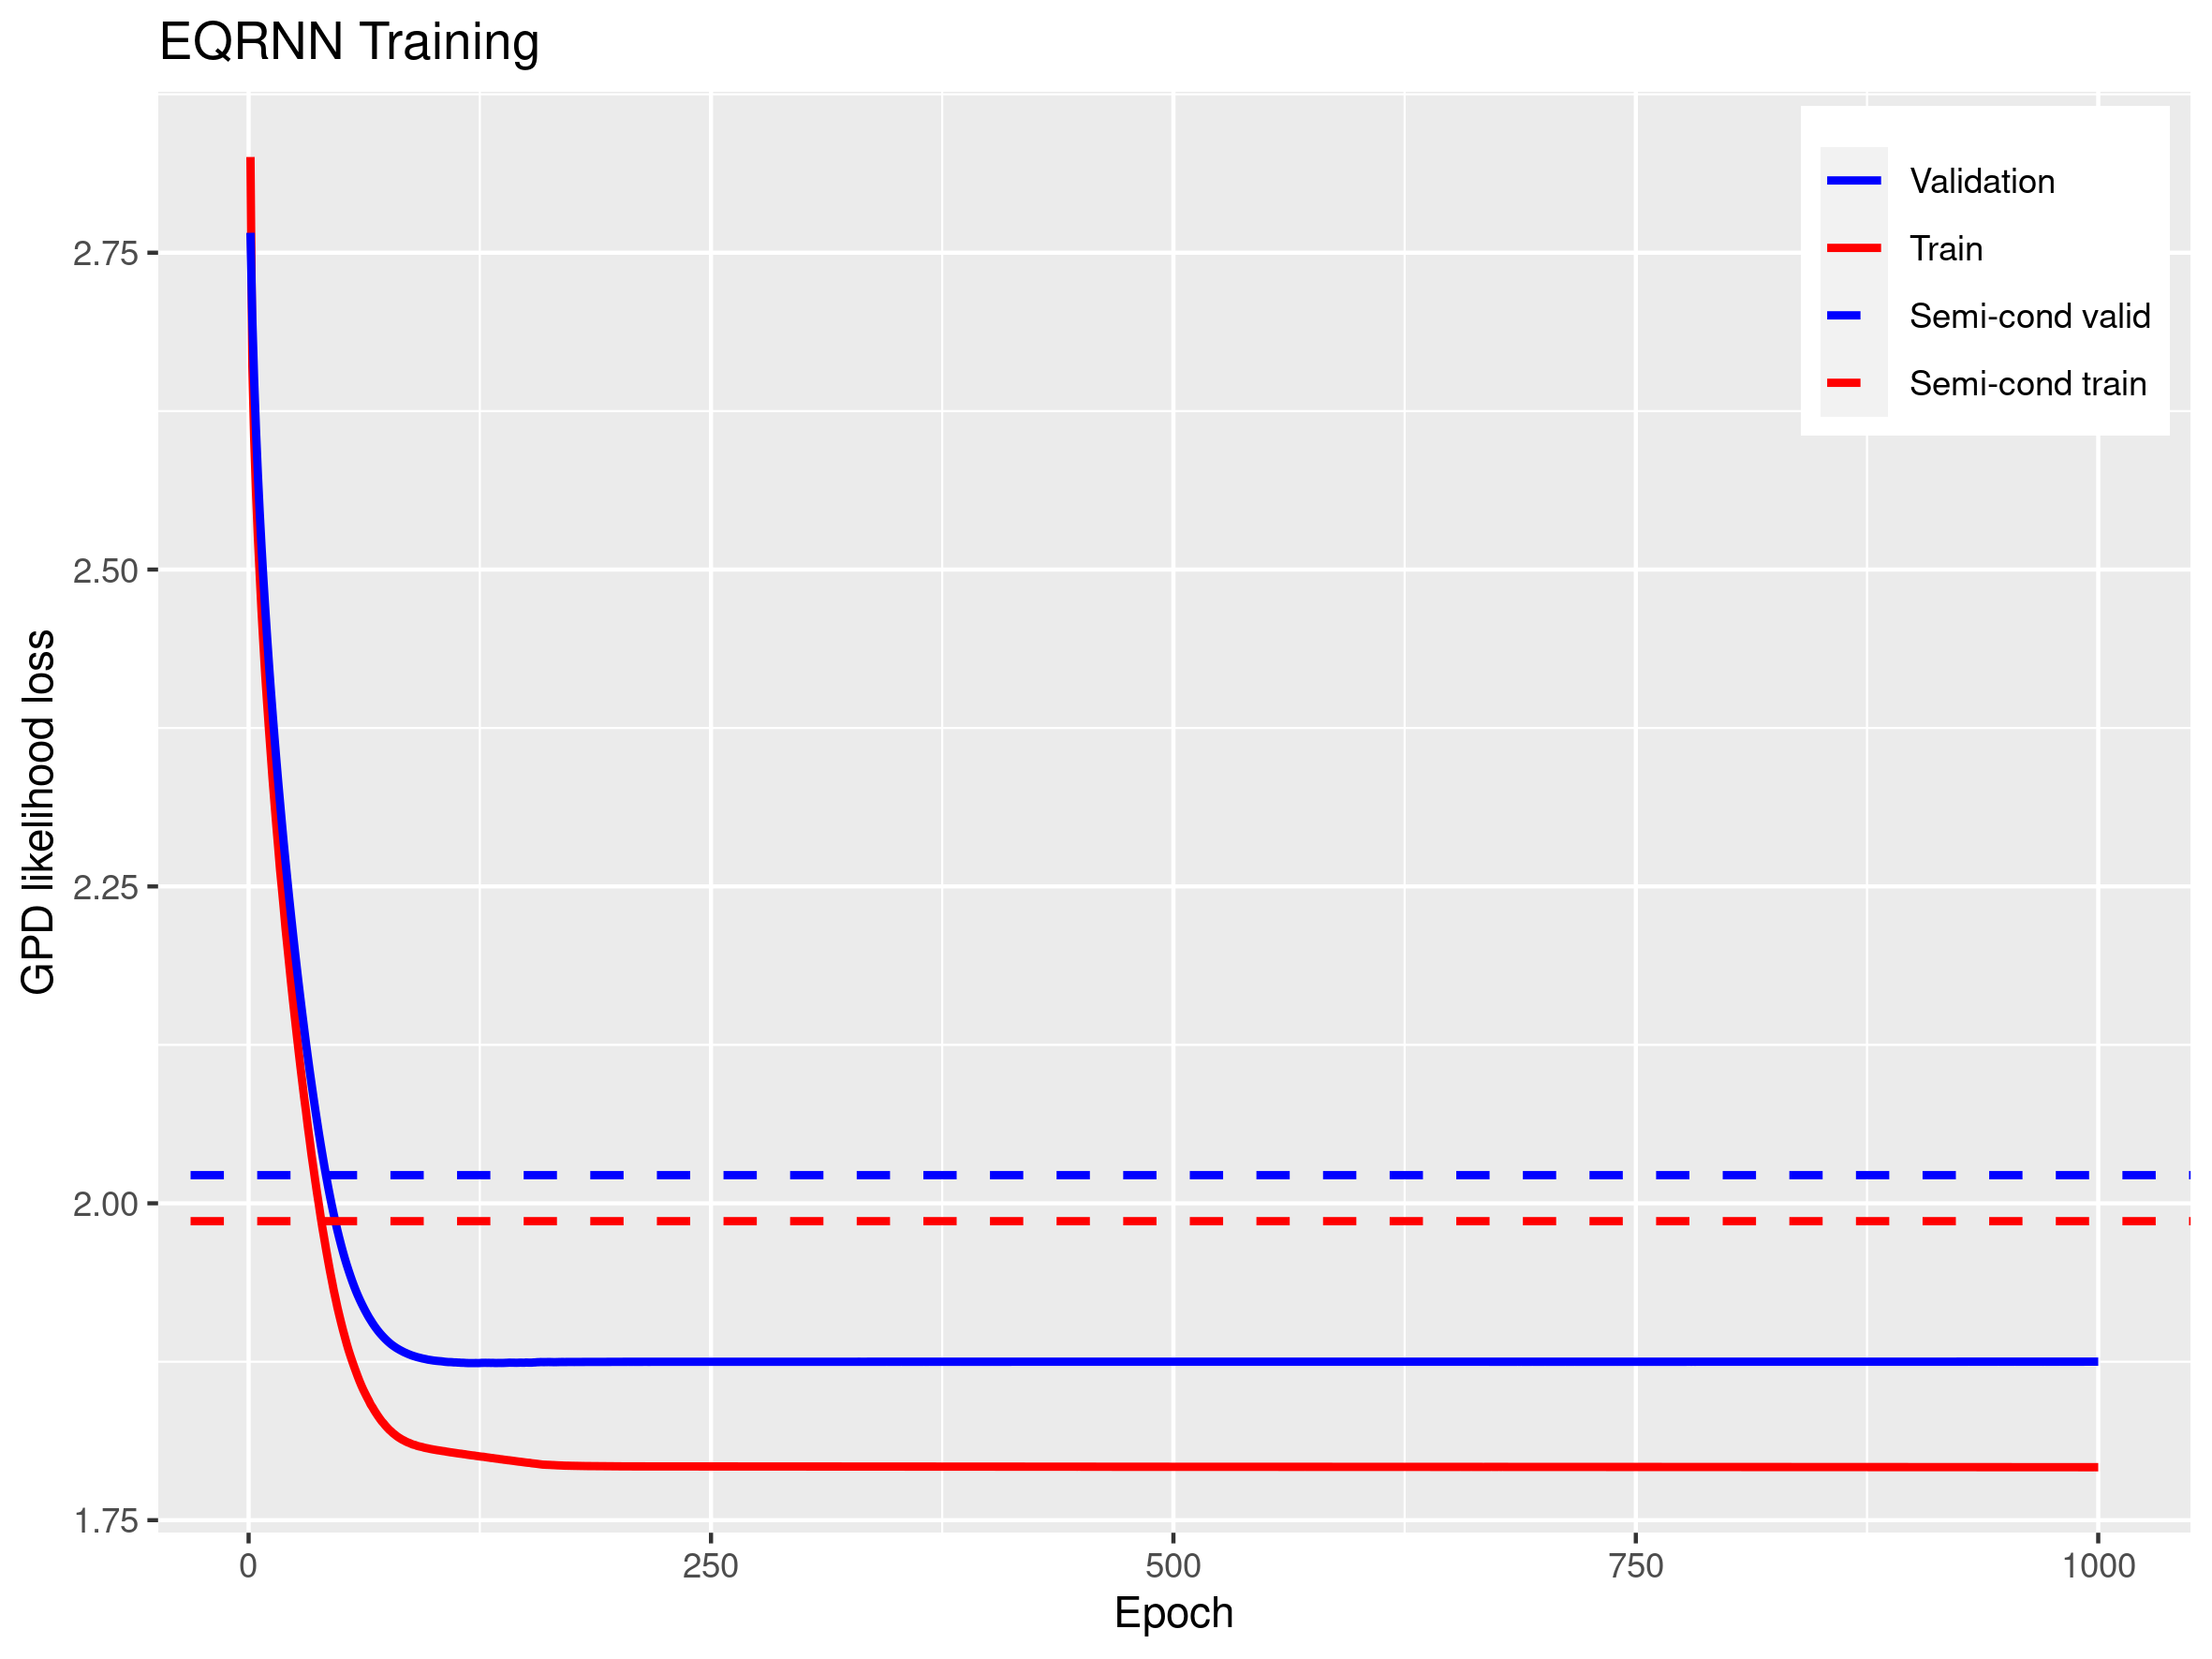 EQRNN Training
Validation
Train
Semi-cond valid
Semi-cond train
GPD likelihood loss
2.75
2.50
2.25
2.00
1.75
0 250 500 750 1000
Epoch